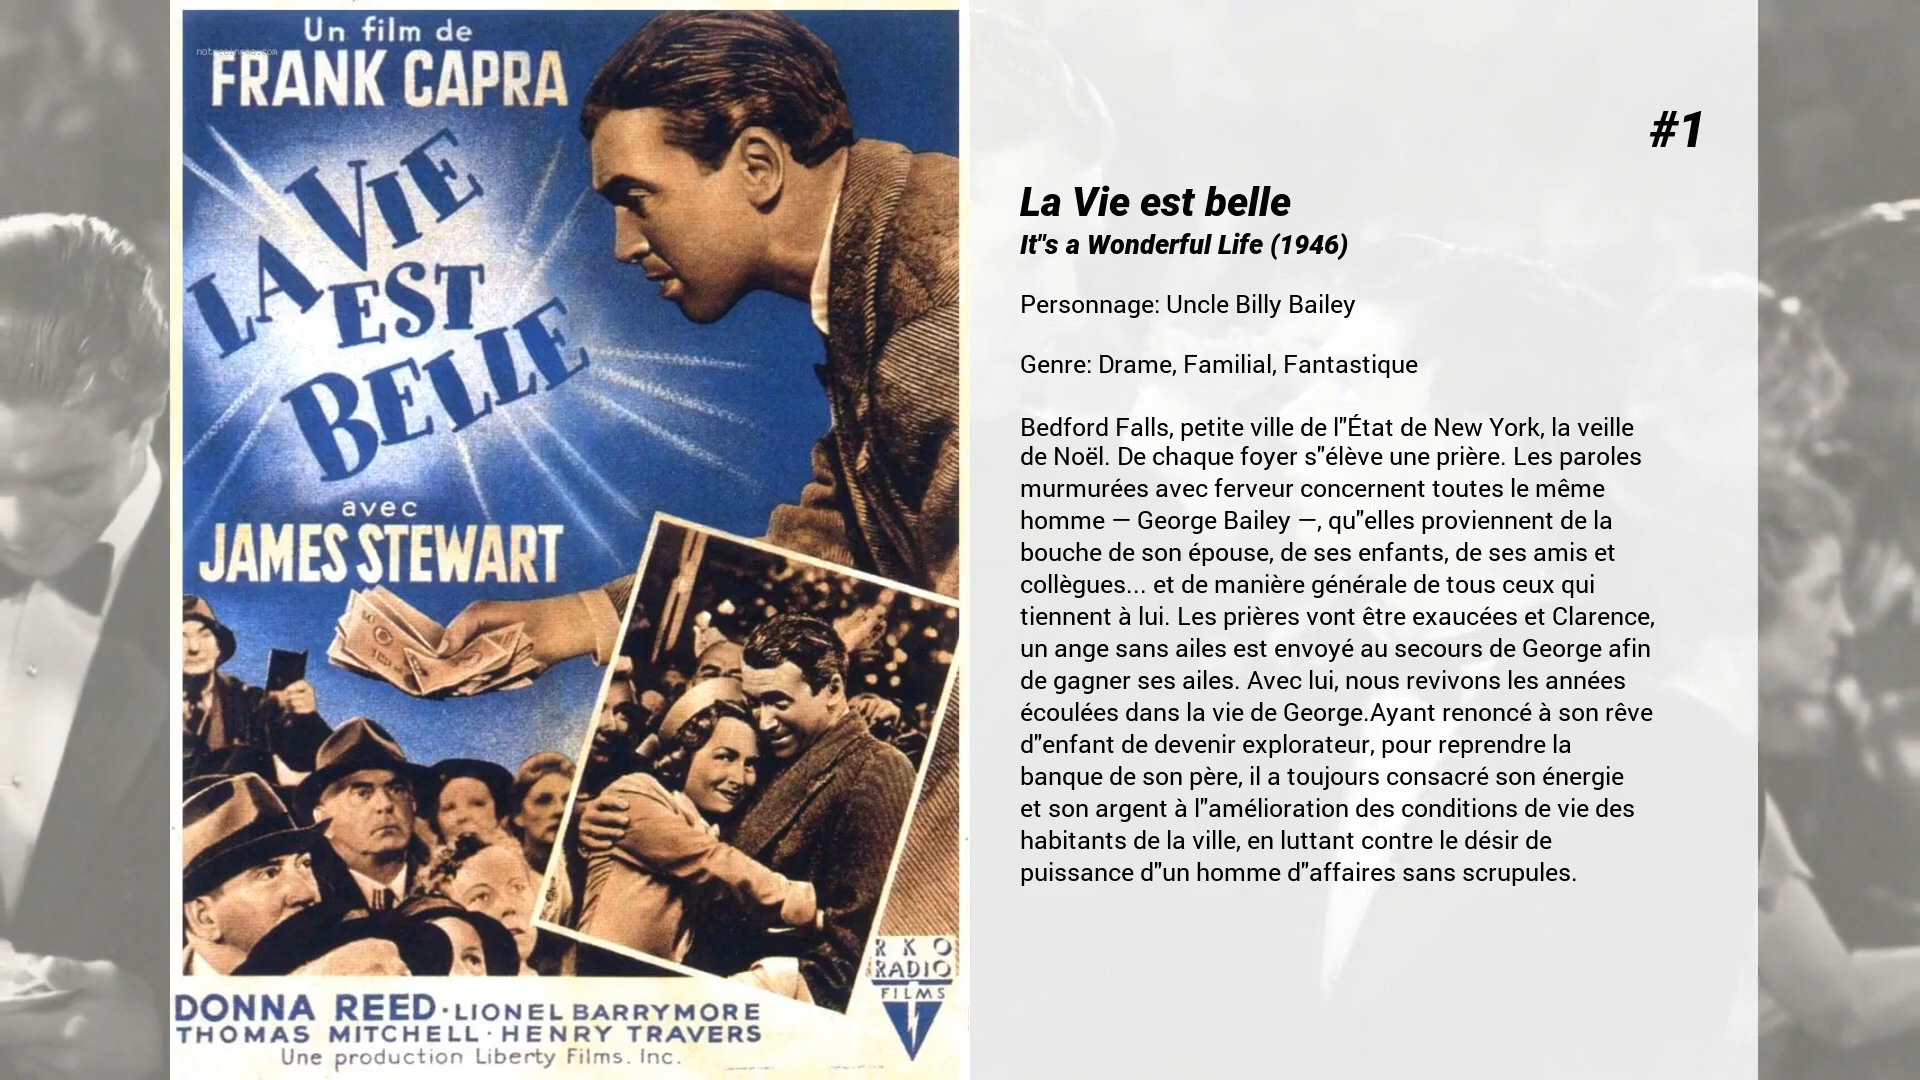 Un film de
notrecinema.com
FRANK CAPRA
LA VIE
EST
BELLE
avec
JAMES STEWART
RKO
RADIO
FILMS
DONNA REED·LIONEL BARRYMORE
THOMAS MITCHELL·HENRY TRAVERS
Une production Liberty Films. Inc.
#1
La Vie est belle
It"s a Wonderful Life (1946)
Personnage: Uncle Billy Bailey
Genre: Drame, Familial, Fantastique
Bedford Falls, petite ville de l"État de New York, la veille
de Noël. De chaque foyer s"élève une prière. Les paroles
murmurées avec ferveur concernent toutes le même
homme — George Bailey —, qu"elles proviennent de la
bouche de son épouse, de ses enfants, de ses amis et
collègues... et de manière générale de tous ceux qui
tiennent à lui. Les prières vont être exaucées et Clarence,
un ange sans ailes est envoyé au secours de George afin
de gagner ses ailes. Avec lui, nous revivons les années
écoulées dans la vie de George.Ayant renoncé à son rêve
d"enfant de devenir explorateur, pour reprendre la
banque de son père, il a toujours consacré son énergie
et son argent à l"amélioration des conditions de vie des
habitants de la ville, en luttant contre le désir de
puissance d"un homme d"affaires sans scrupules.